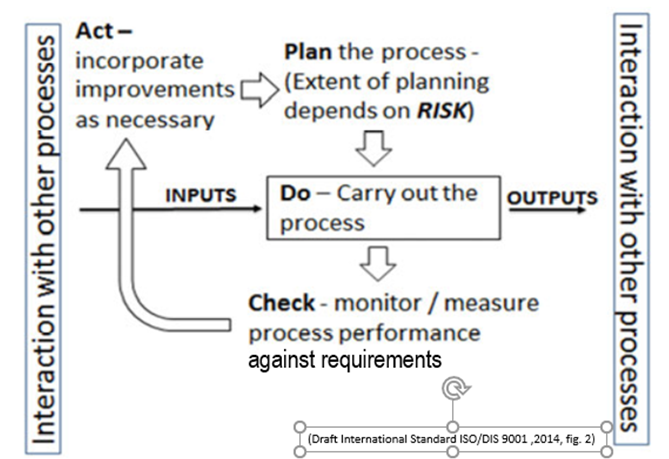 Interaction with other processes
Act –
incorporate
improvements
as necessary
Plan the process -
(Extent of planning
depends on RISK)
INPUTS
Do – Carry out the
process
OUTPUTS
Check - monitor / measure
process performance
against requirements
Interaction with other processes
(Draft International Standard ISO/DIS 9001 ,2014, fig. 2)